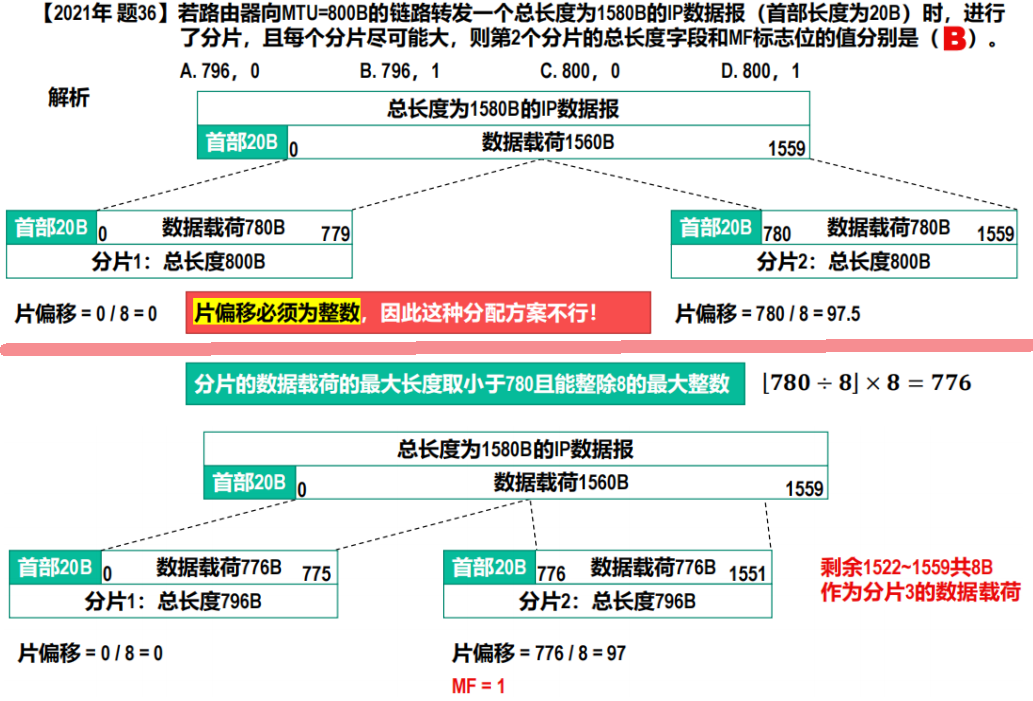 【2021年 题36】若路由器向MTU=800B的链路转发一个总长度为1580B的IP数据报（首部长度为20B）时，进行
了分片，且每个分片尽可能大，则第2个分片的总长度字段和MF标志位的值分别是（ B ）。
A. 796，0 B. 796，1 C. 800，0 D. 800，1
解析
总长度为1580B的IP数据报
首部20B 0 数据载荷1560B 1559
首部20B 0 数据载荷780B 779
分片1：总长度800B
首部20B 780 数据载荷780B 1559
分片2：总长度800B
片偏移 = 0 / 8 = 0
片偏移必须为整数，因此这种分配方案不行！
片偏移 = 780 / 8 = 97.5
分片的数据载荷的最大长度取小于780且能整除8的最大整数
⌊780 ÷ 8⌋ × 8 = 776
总长度为1580B的IP数据报
首部20B 0 数据载荷1560B 1559
首部20B 0 数据载荷776B 775
分片1：总长度796B
首部20B 776 数据载荷776B 1551
分片2：总长度796B
剩余1522~1559共8B
作为分片3的数据载荷
片偏移 = 0 / 8 = 0
片偏移 = 776 / 8 = 97
MF = 1